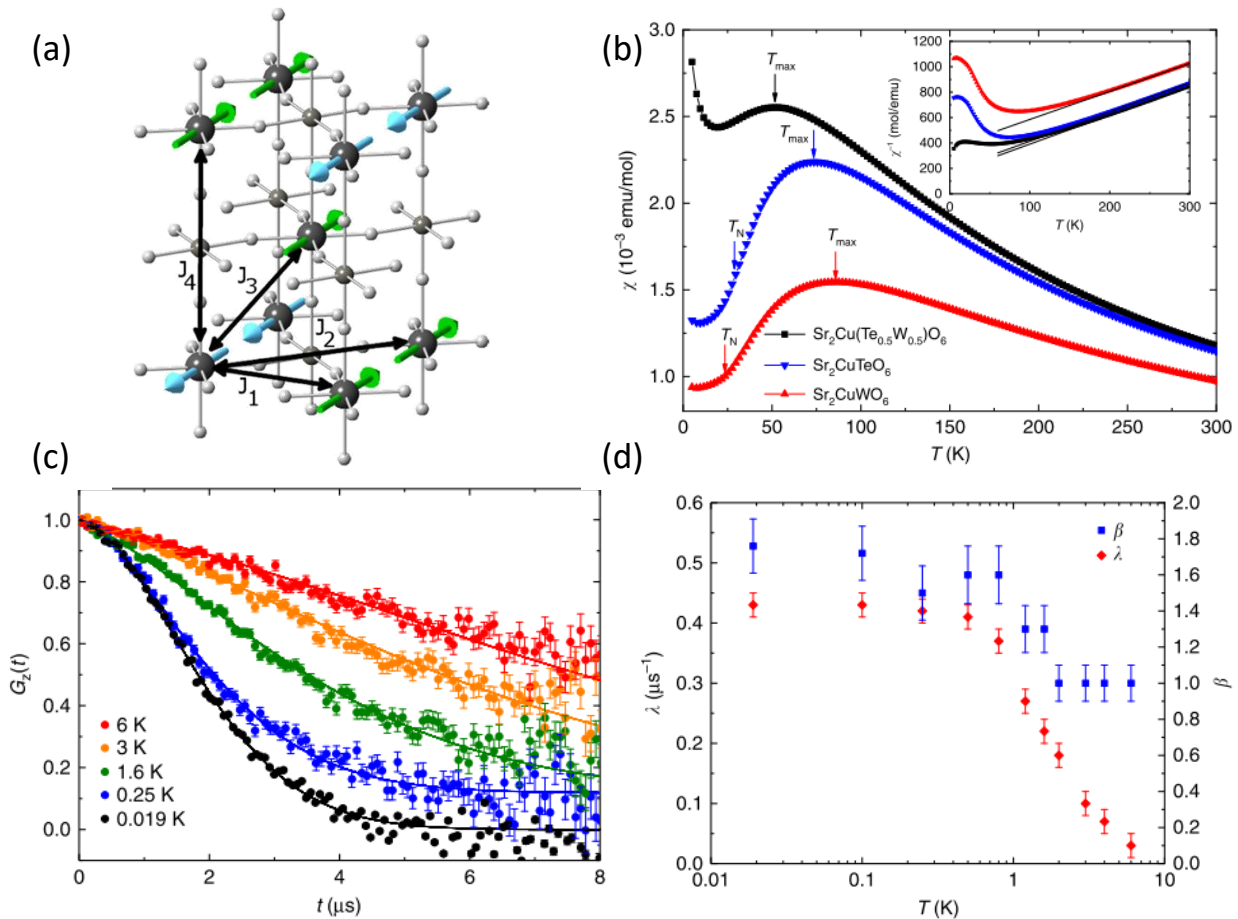 (a)
J4
J3
J2
J1
(b)
3.0
2.5
2.0
1.5
1.0
χ (10⁻³ emu/mol)
0
50
100
150
200
250
300
T (K)
Tmax
Tmax
TN
Tmax
TN
Sr₂Cu(Te₀.₅W₀.₅)O₆
Sr₂CuTeO₆
Sr₂CuWO₆
1200
1000
800
600
400
200
0
χ⁻¹ (mol/emu)
0
100
200
300
T (K)
(c)
1.0
0.8
0.6
0.4
0.2
0.0
Gz(t)
6 K
3 K
1.6 K
0.25 K
0.019 K
0
2
4
6
8
t (μs)
(d)
0.6
0.5
0.4
0.3
0.2
0.1
0.0
λ (μs⁻¹)
β
λ
2.0
1.8
1.6
1.4
1.2
1.0
0.8
0.6
0.4
0.2
0.0
β
0.01
0.1
1
10
T (K)